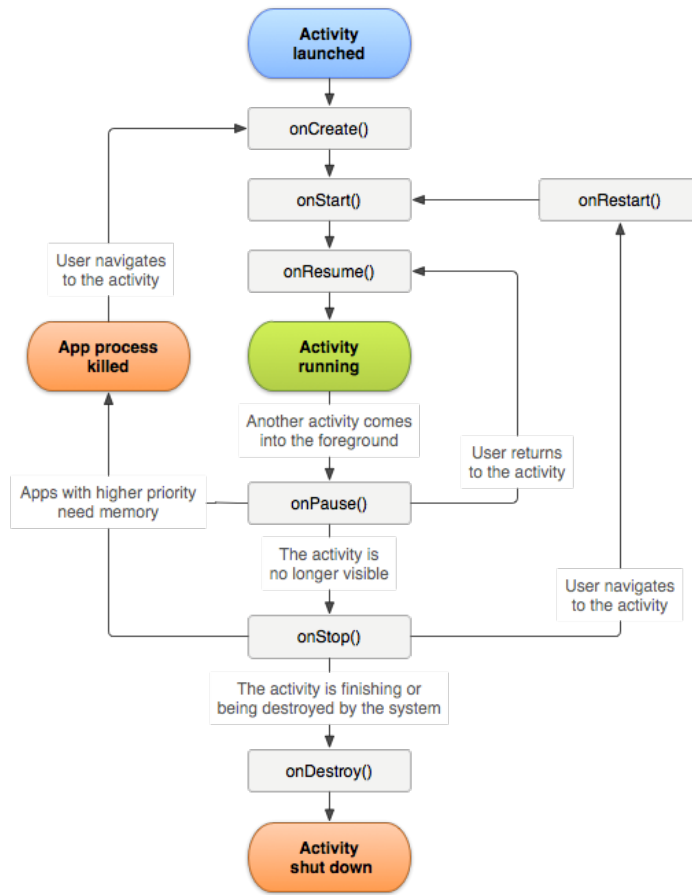 Activity
launched
onCreate()
onStart()
onRestart()
User navigates
to the activity
onResume()
App process
killed
Activity
running
Another activity comes
into the foreground
User returns
to the activity
Apps with higher priority
need memory
onPause()
The activity is
no longer visible
User navigates
to the activity
onStop()
The activity is finishing or
being destroyed by the system
onDestroy()
Activity
shut down